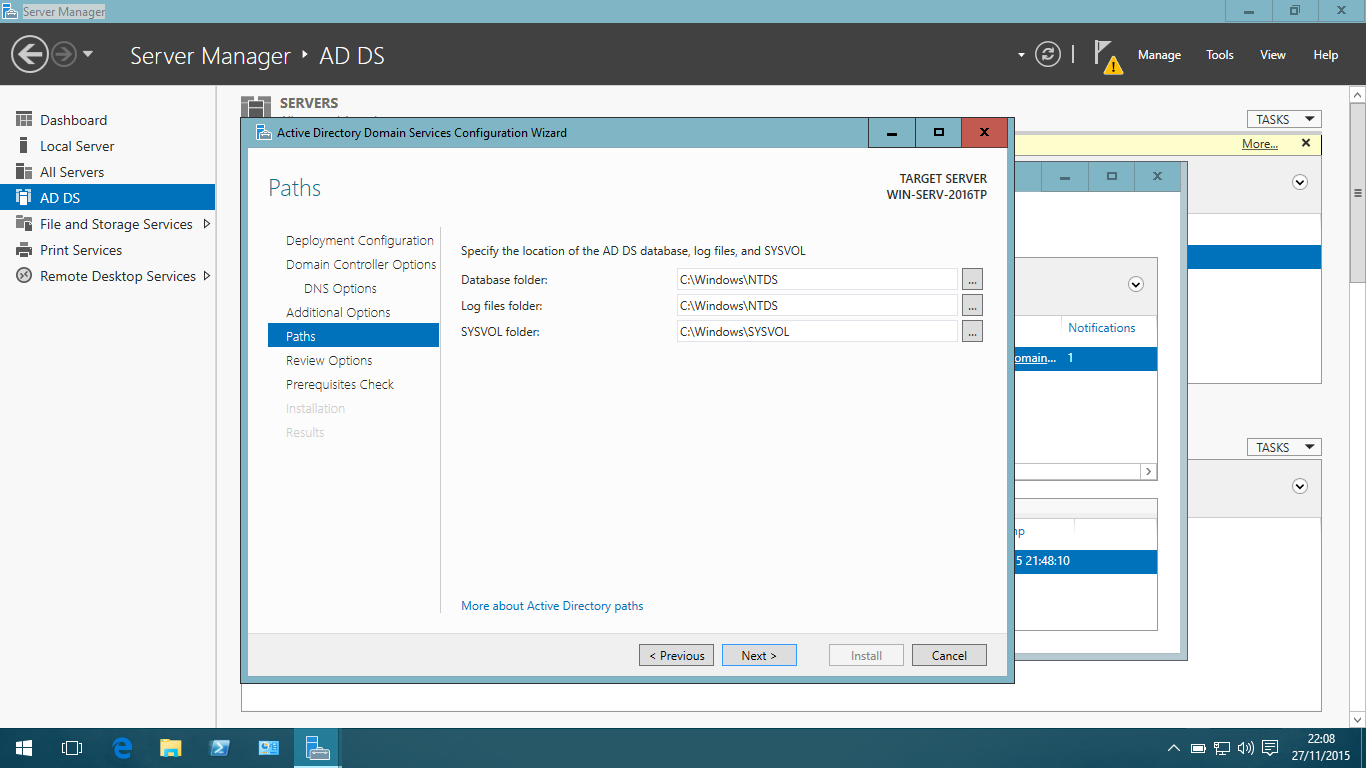 Server Manager
Server Manager ‣ AD DS
Manage Tools View Help
Dashboard
Local Server
All Servers
AD DS
File and Storage Services
Print Services
Remote Desktop Services
SERVERS
TASKS
More...
Active Directory Domain Services Configuration Wizard
Paths
TARGET SERVER
WIN-SERV-2016TP
Deployment Configuration
Domain Controller Options
DNS Options
Additional Options
Paths
Review Options
Prerequisites Check
Installation
Results
Specify the location of the AD DS database, log files, and SYSVOL
Database folder: C:\Windows\NTDS ...
Log files folder: C:\Windows\NTDS ...
SYSVOL folder: C:\Windows\SYSVOL ...
More about Active Directory paths
< Previous Next > Install Cancel
Notifications
omain... 1
TASKS
mp
5 21:48:10
22:08
27/11/2015